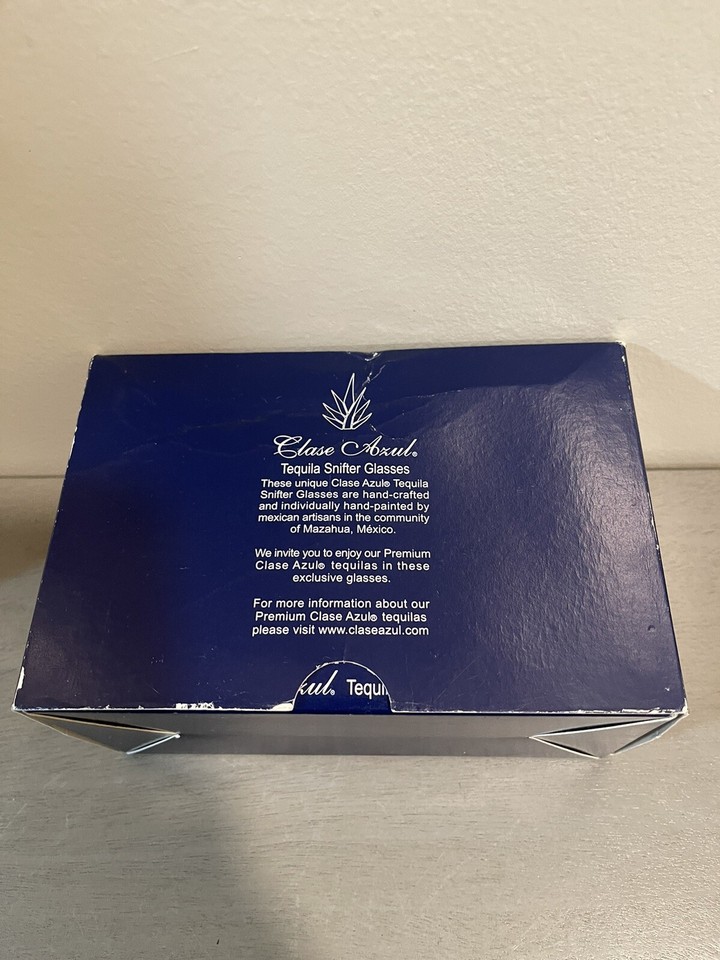 Clase Azul®
Tequila Snifter Glasses
These unique Clase Azul® Tequila
Snifter Glasses are hand-crafted
and individually hand-painted by
mexican artisans in the community
of Mazahua, México.
We invite you to enjoy our Premium
Clase Azul® tequilas in these
exclusive glasses.
For more information about our
Premium Clase Azul® tequilas
please visit www.claseazul.com
zul. Tequi